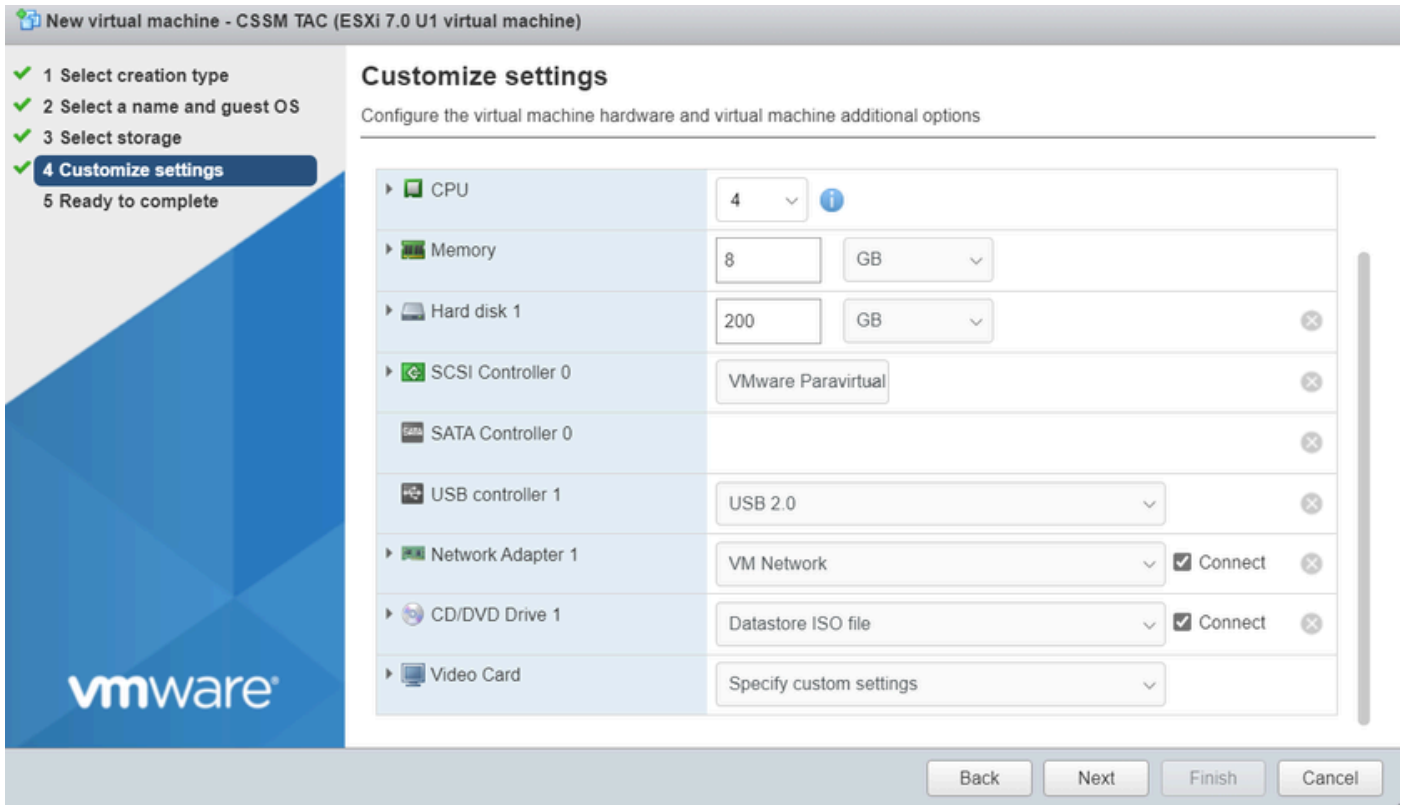 New virtual machine - CSSM TAC (ESXi 7.0 U1 virtual machine)
1 Select creation type
2 Select a name and guest OS
3 Select storage
4 Customize settings
5 Ready to complete
vmware®
Customize settings
Configure the virtual machine hardware and virtual machine additional options
CPU 4
Memory 8 GB
Hard disk 1 200 GB
SCSI Controller 0 VMware Paravirtual
SATA SATA Controller 0
USB controller 1 USB 2.0
Network Adapter 1 VM Network Connect
CD/DVD Drive 1 Datastore ISO file Connect
Video Card Specify custom settings
Back Next Finish Cancel